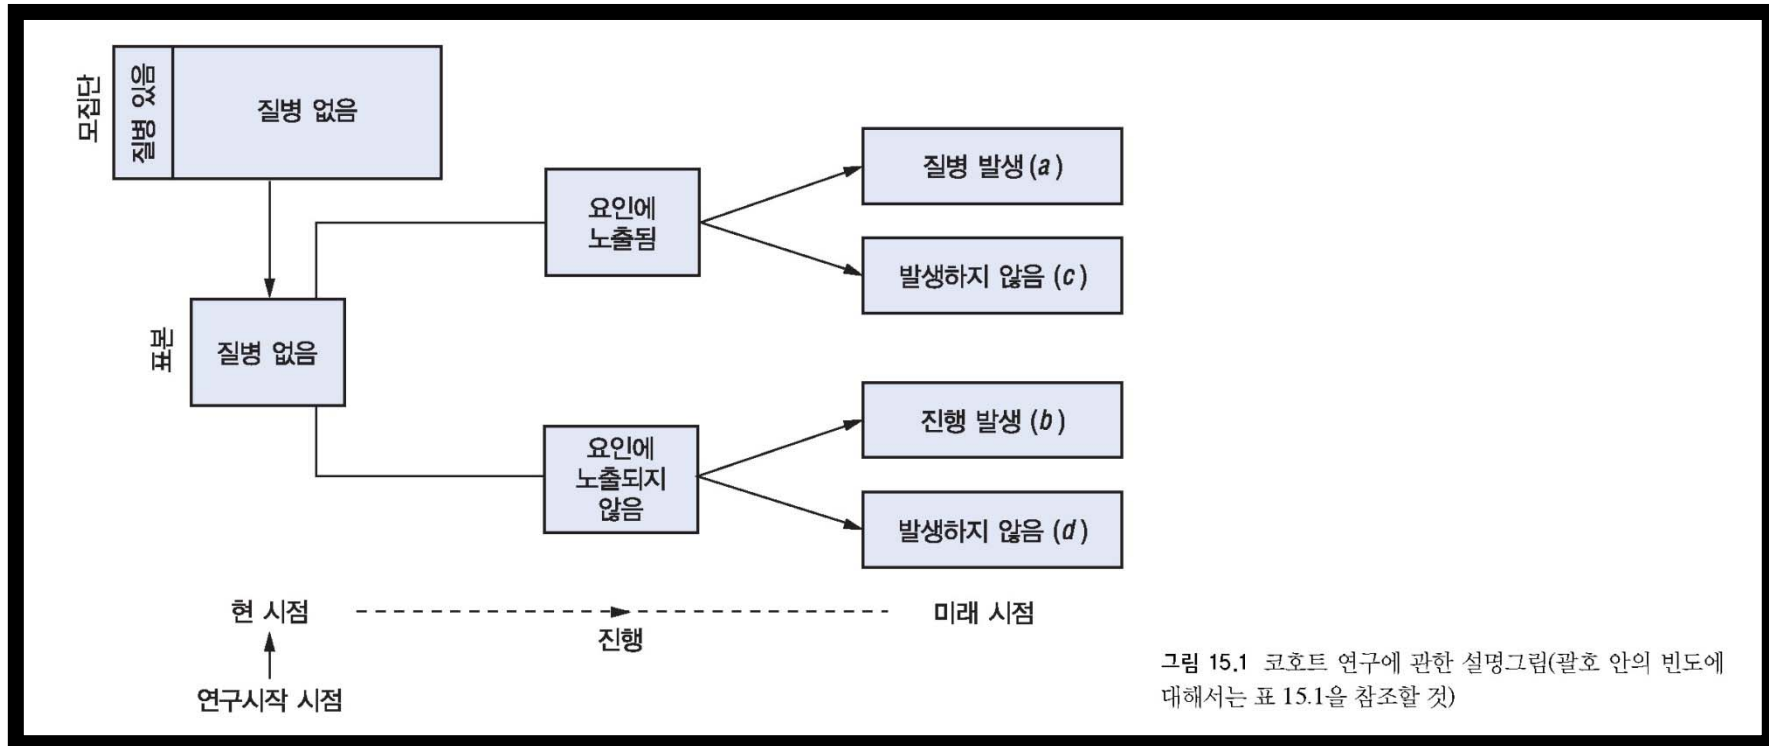 모집단
질병 있음
질병 없음
표본
질병 없음
요인에
노출됨
요인에
노출되지
않음
질병 발생 (a)
발생하지 않음 (c)
진행 발생 (b)
발생하지 않음 (d)
현 시점
진행
미래 시점
연구시작 시점
그림 15.1 코호트 연구에 관한 설명그림(괄호 안의 빈도에
대해서는 표 15.1을 참조할 것)